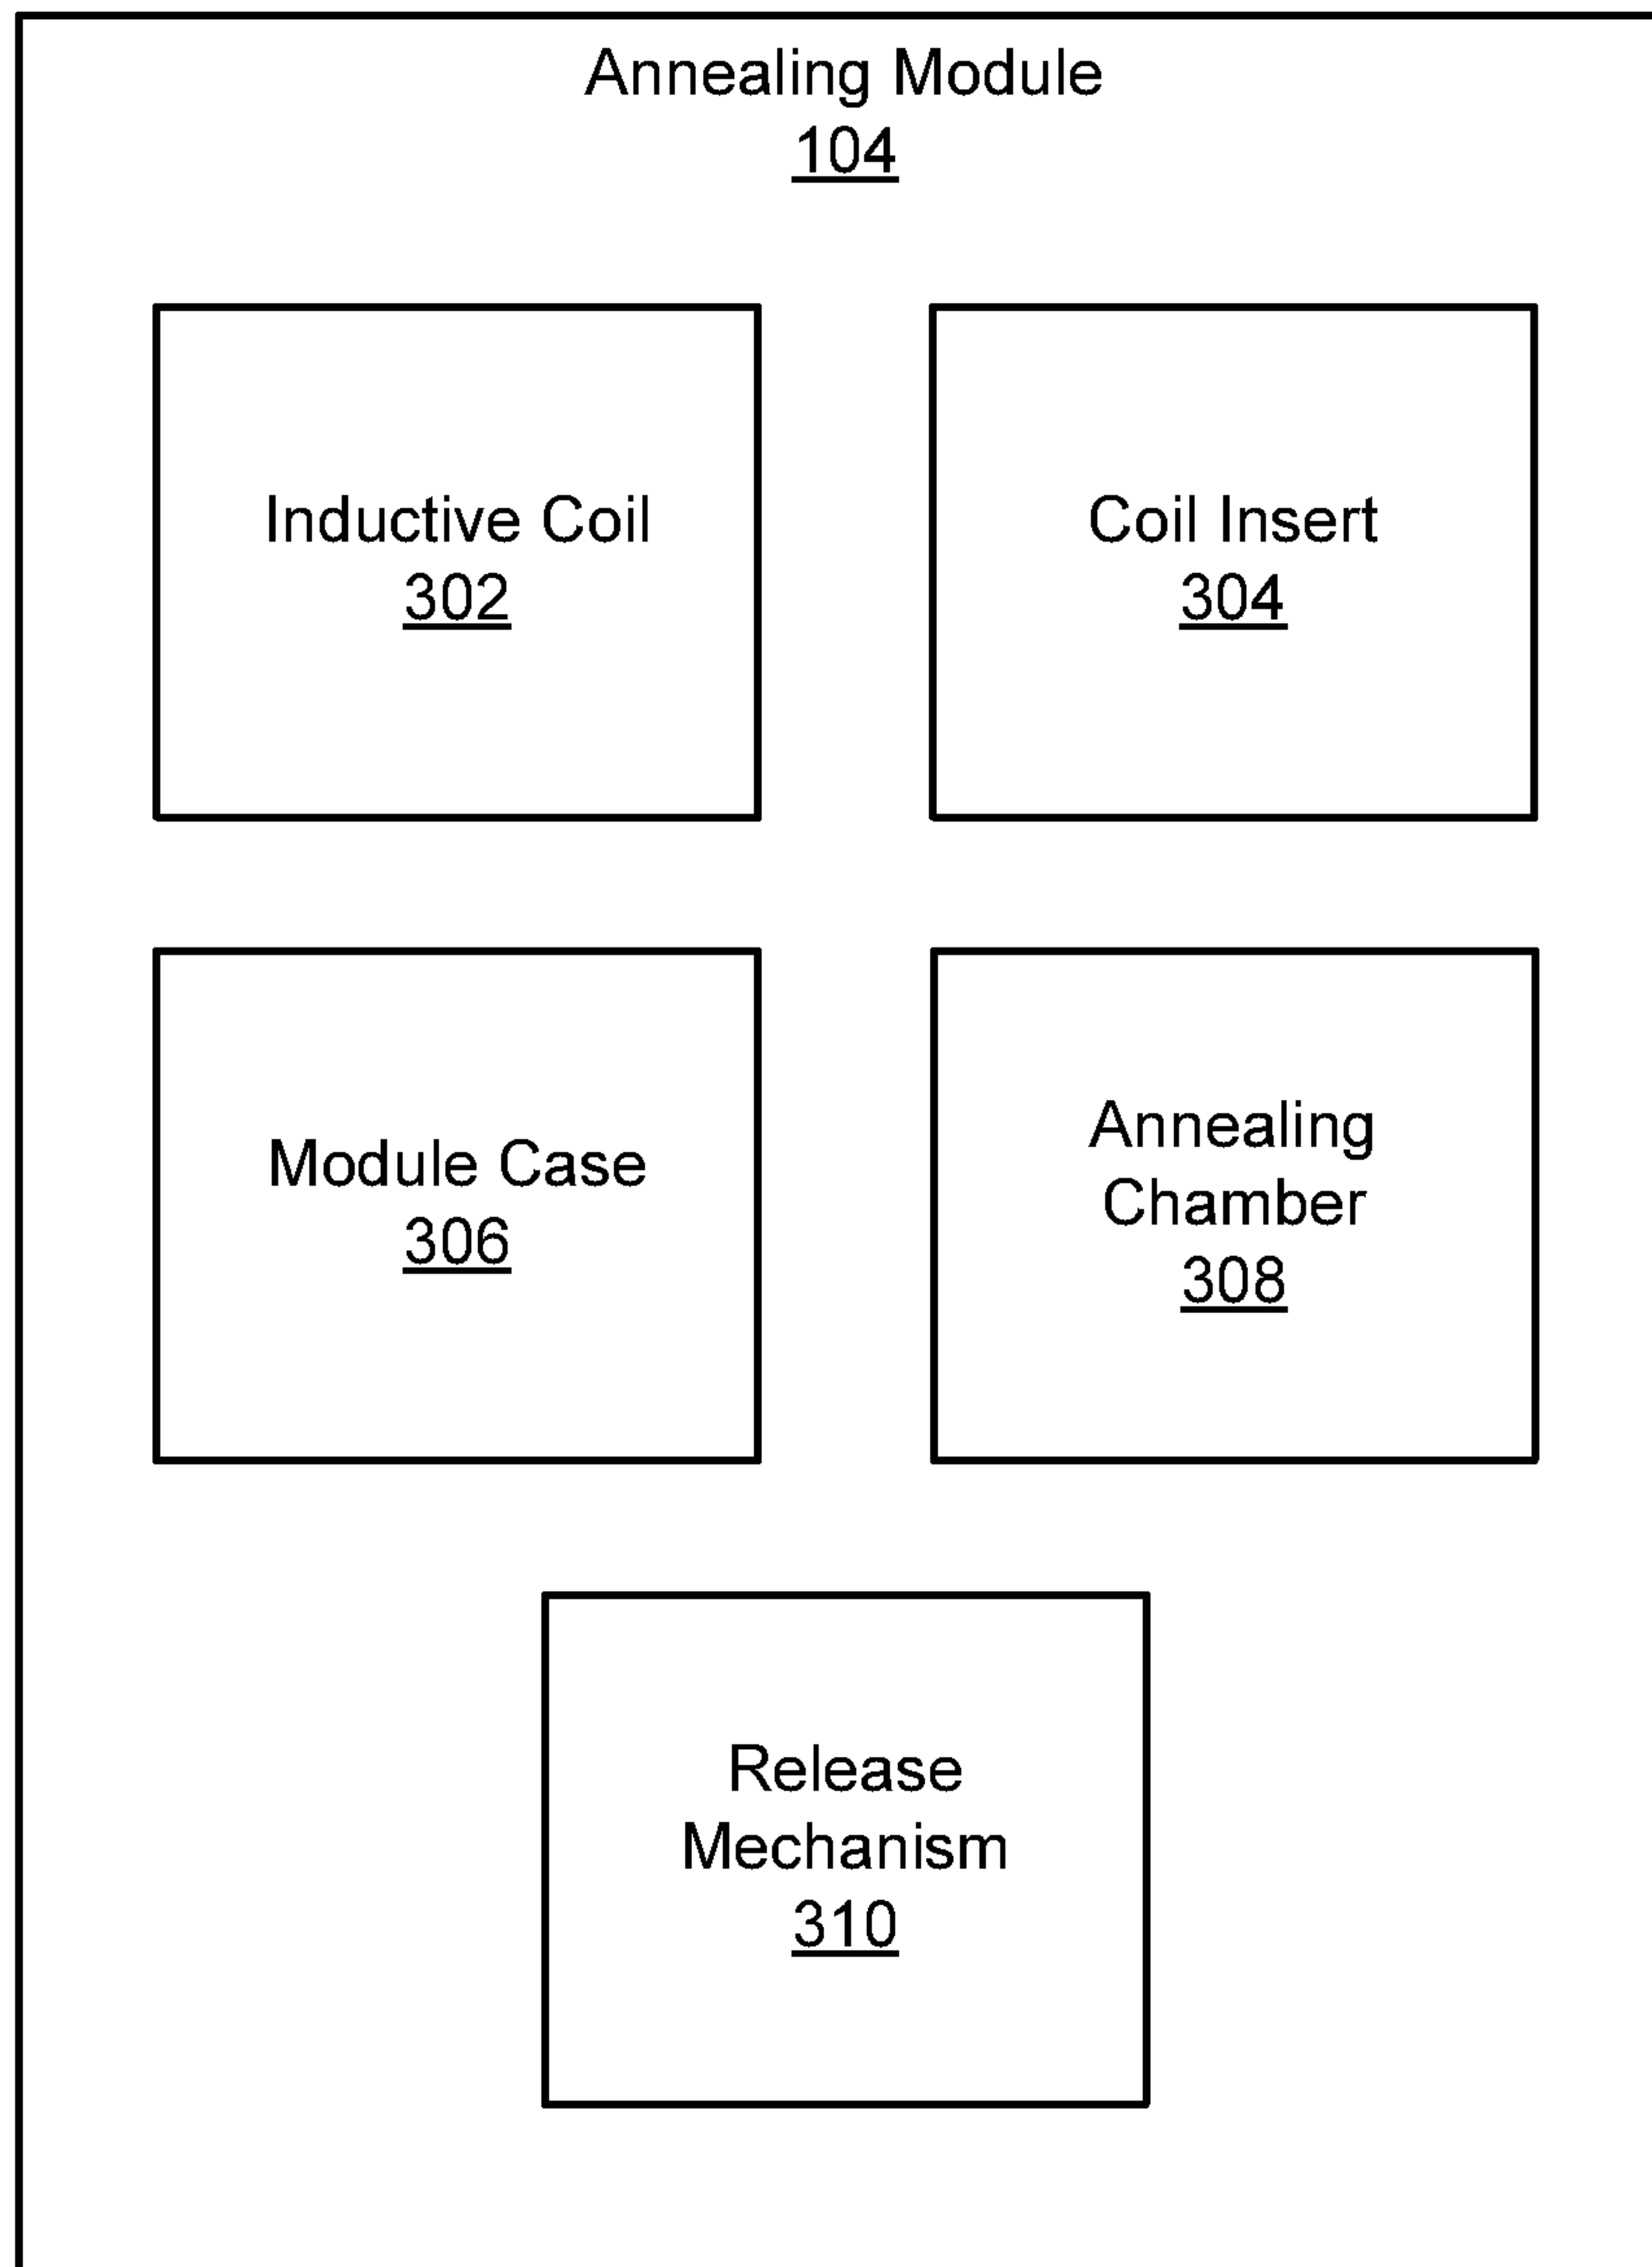 Annealing Module
104
Inductive Coil
302
Coil Insert
304
Module Case
306
Annealing
Chamber
308
Release
Mechanism
310